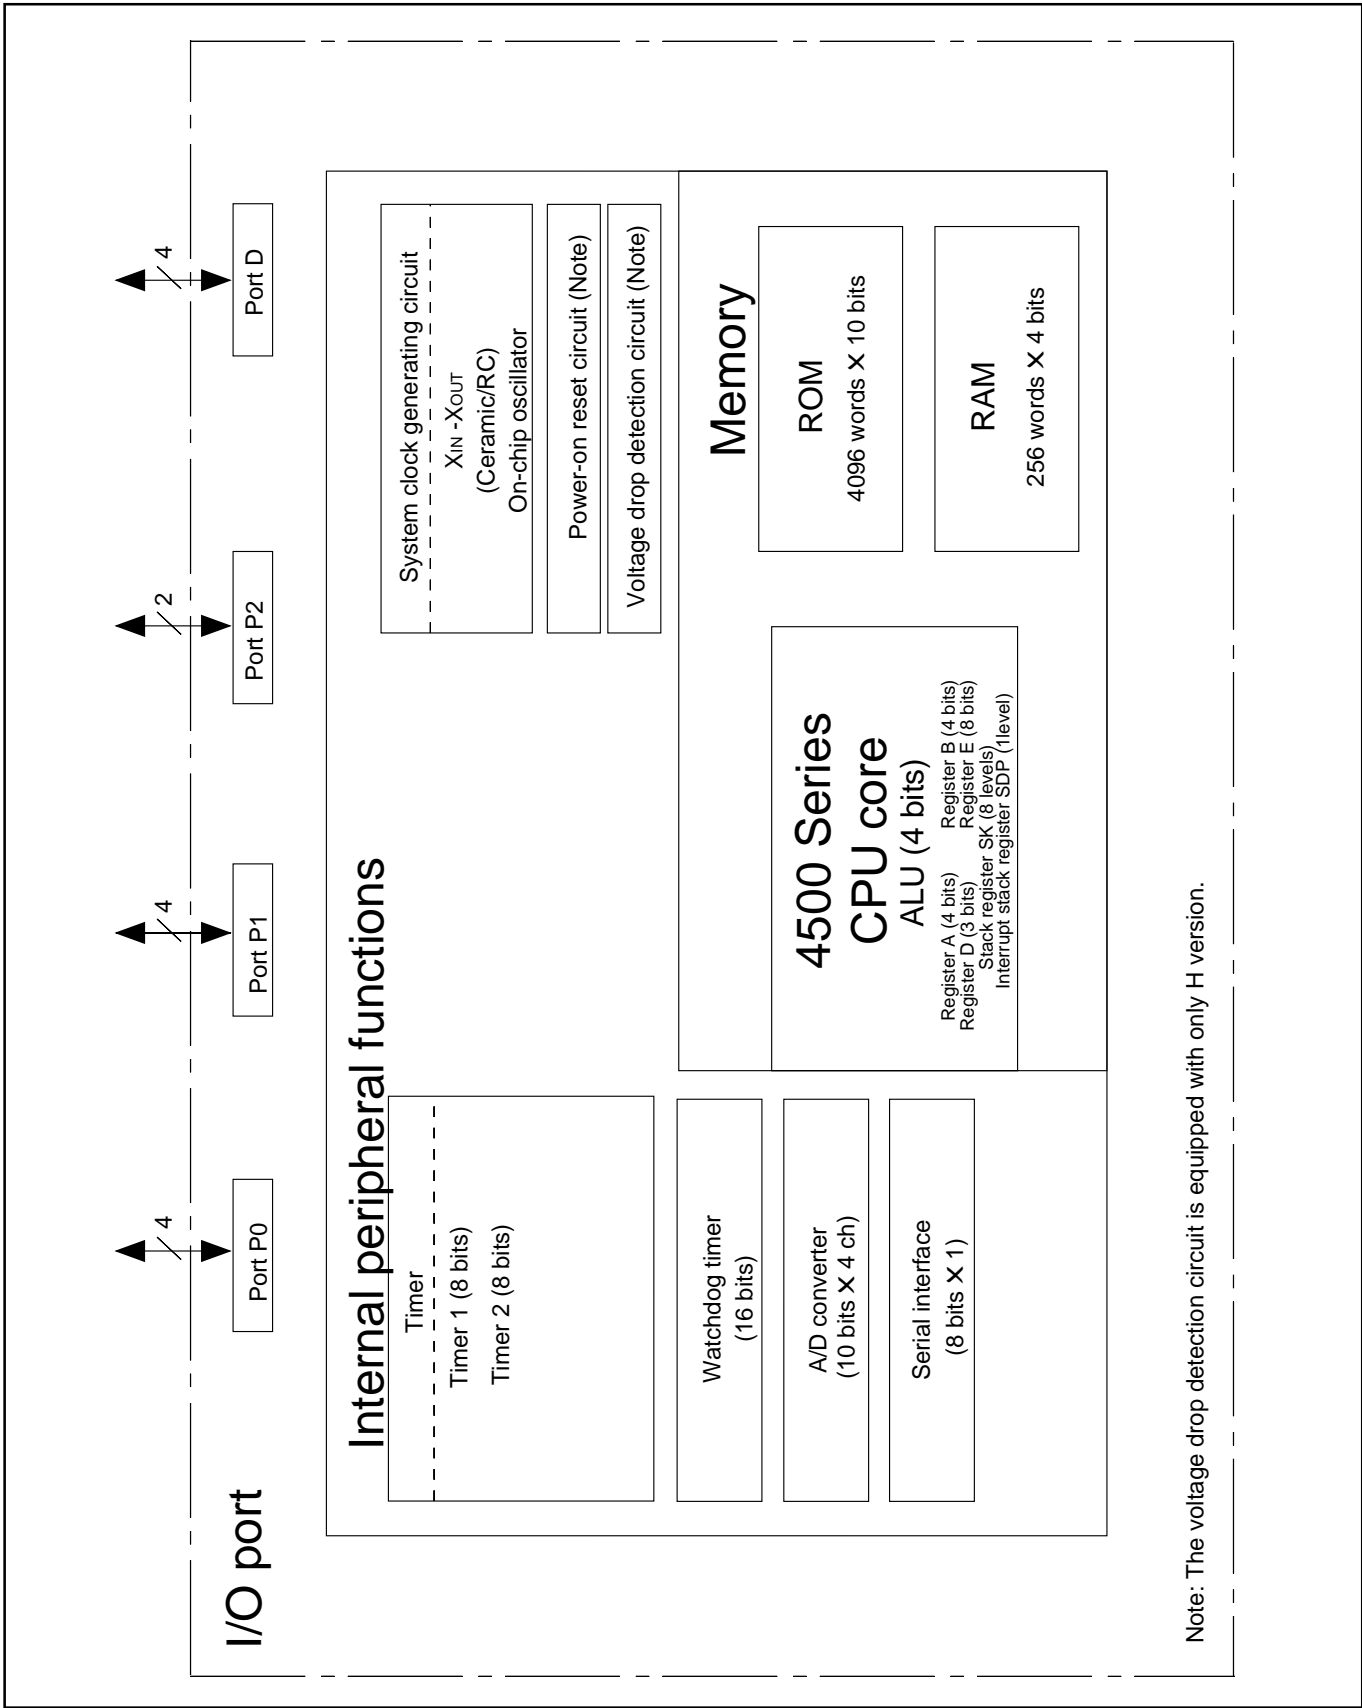 I/O port
4
4
2
4
Port P0
Port P1
Port P2
Port D
Internal peripheral functions
Timer
Timer 1 (8 bits)
Timer 2 (8 bits)
Watchdog timer
(16 bits)
A/D converter
(10 bits X 4 ch)
Serial interface
(8 bits X 1)
System clock generating circuit
XIN -XOUT
(Ceramic/RC)
On-chip oscillator
Power-on reset circuit (Note)
Voltage drop detection circuit (Note)
4500 Series
CPU core
ALU (4 bits)
Register A (4 bits) Register B (4 bits)
Register D (3 bits) Register E (8 bits)
Stack register SK (8 levels)
Interrupt stack register SDP (1level)
Memory
ROM
4096 words X 10 bits
RAM
256 words X 4 bits
Note: The voltage drop detection circuit is equipped with only H version.